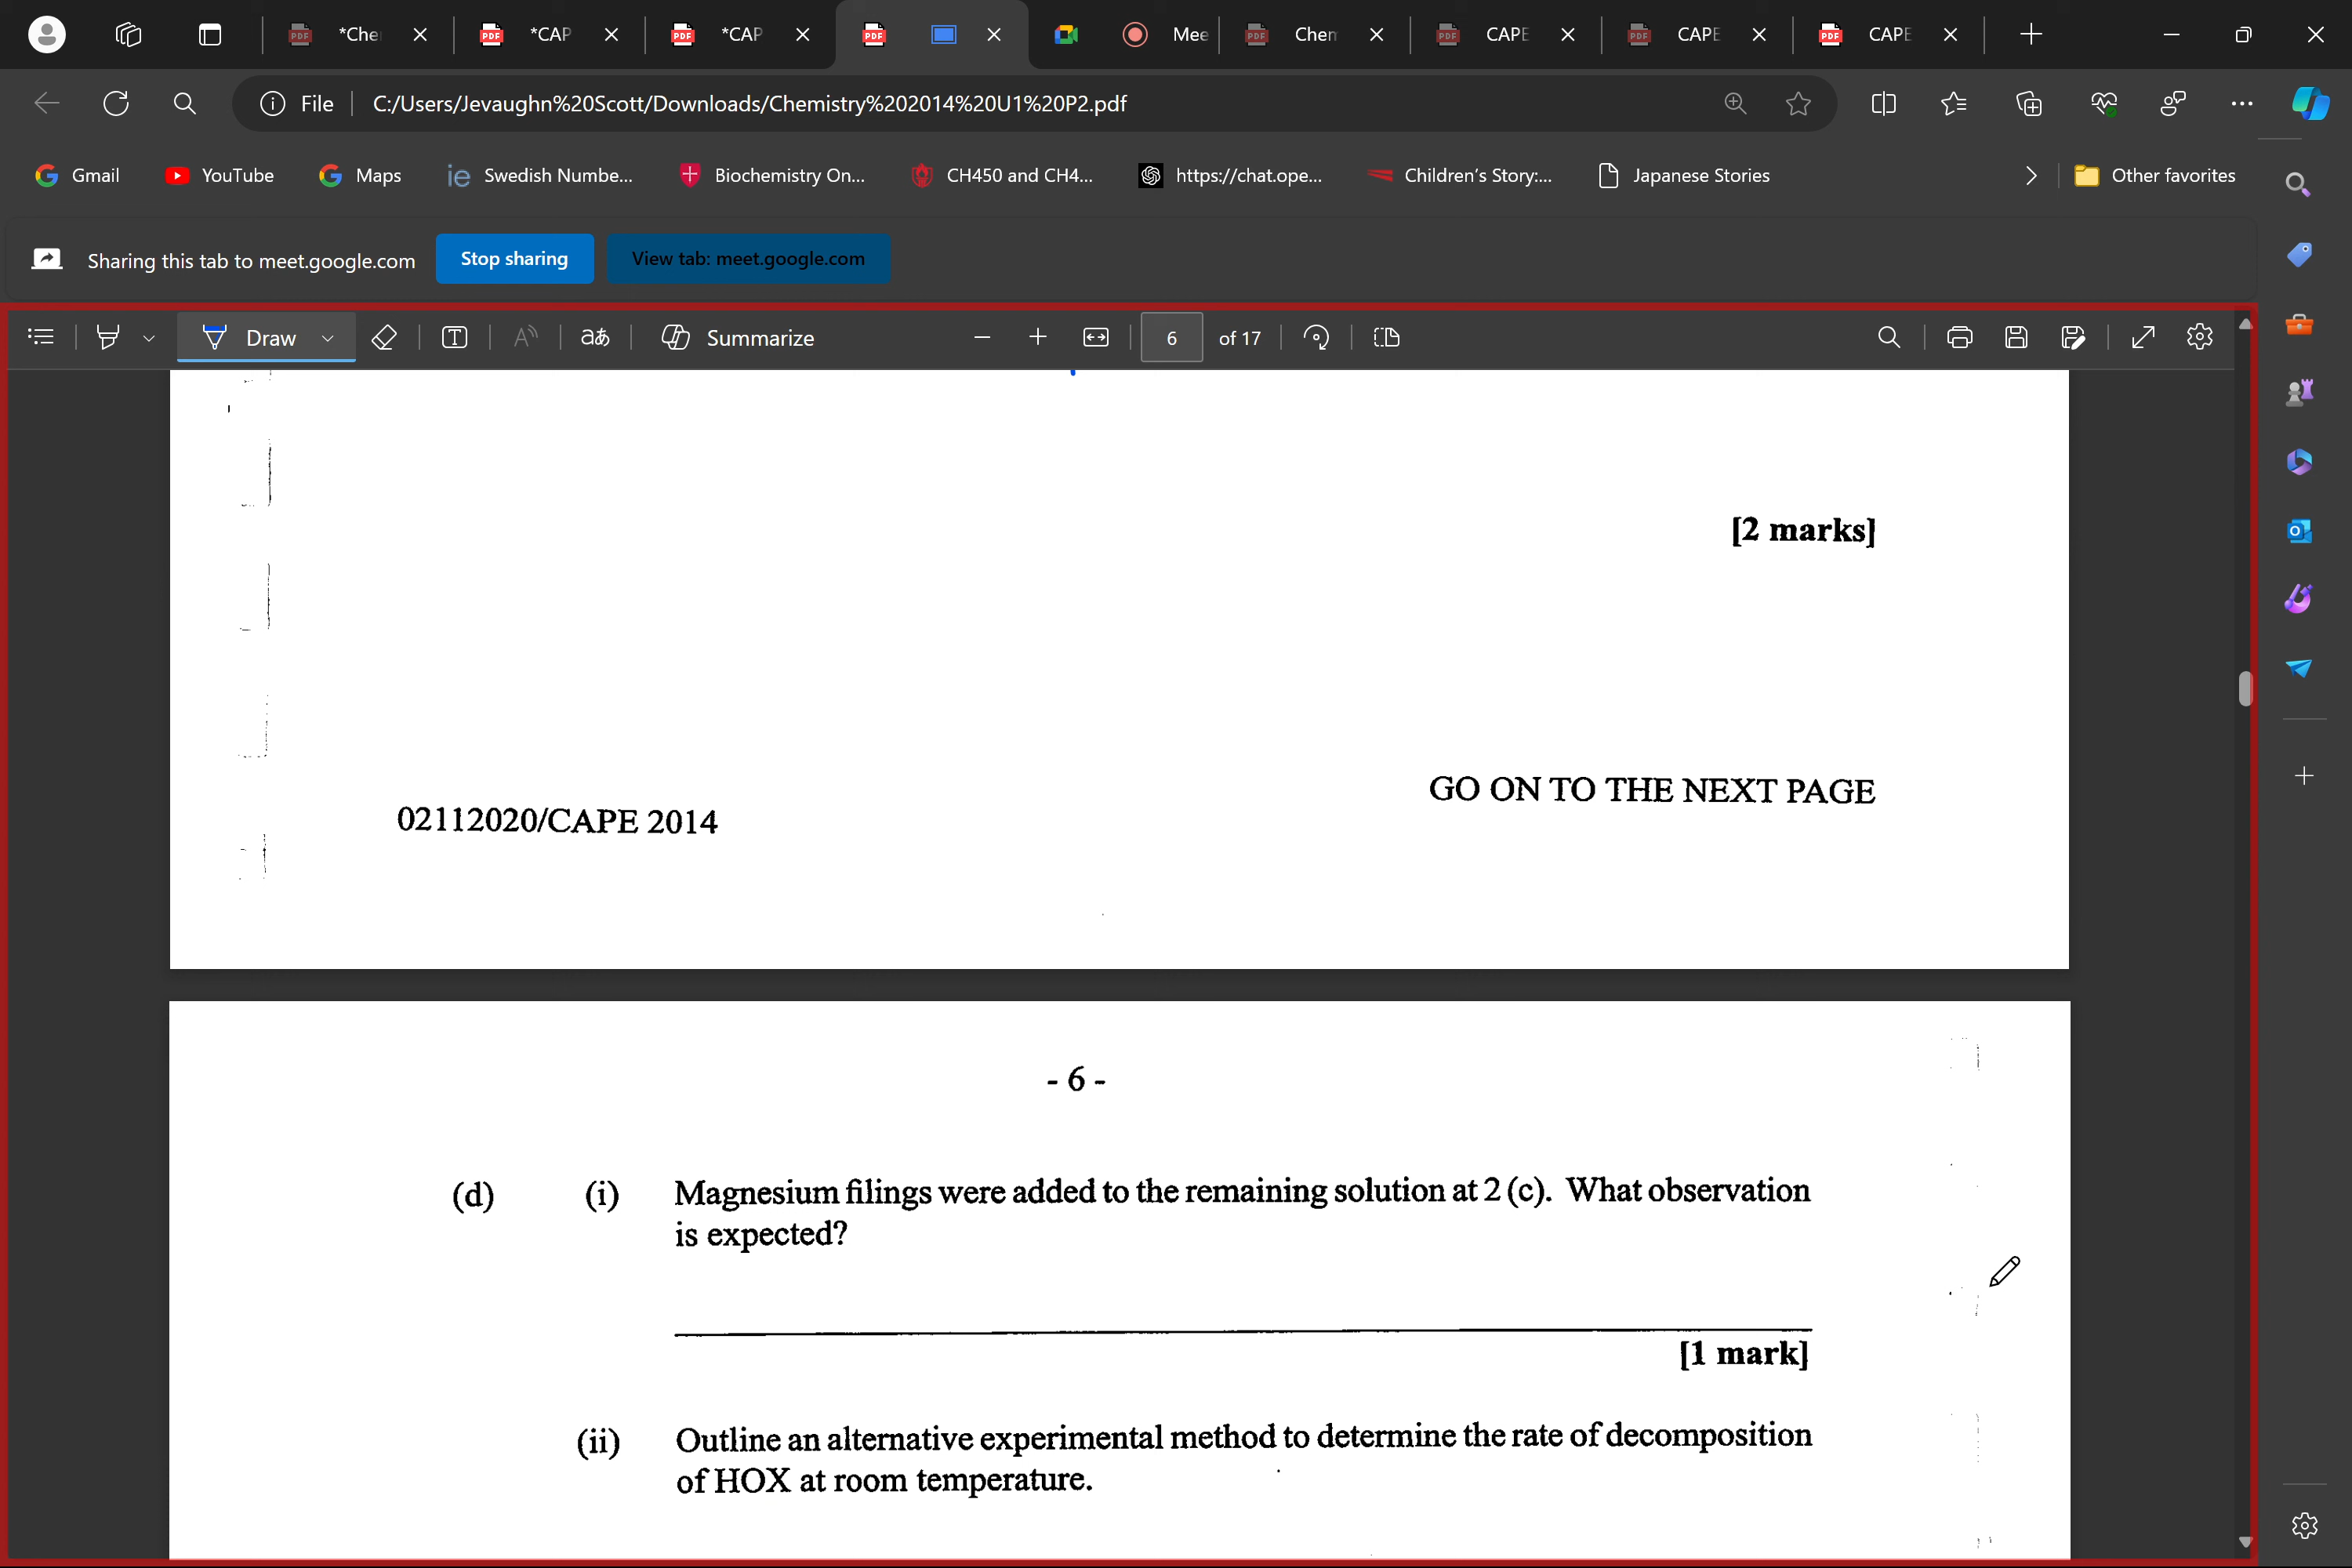 *Che
*CAP
*CAP
Mee
Chem
CAPE
CAPE
CAPE
File
C:/Users/Jevaughn%20Scott/Downloads/Chemistry%202014%20U1%20P2.pdf
Gmail
YouTube
Maps
Swedish Numbe...
Biochemistry On...
CH450 and CH4...
https://chat.ope...
Children's Story:...
Japanese Stories
Other favorites
Sharing this tab to meet.google.com
Stop sharing
View tab: meet.google.com
Draw
Summarize
6 of 17
[2 marks]
GO ON TO THE NEXT PAGE
02112020/CAPE 2014
- 6 -
(d) (i) Magnesium filings were added to the remaining solution at 2 (c). What observation
is expected?
[1 mark]
(ii) Outline an alternative experimental method to determine the rate of decomposition
of HOX at room temperature.